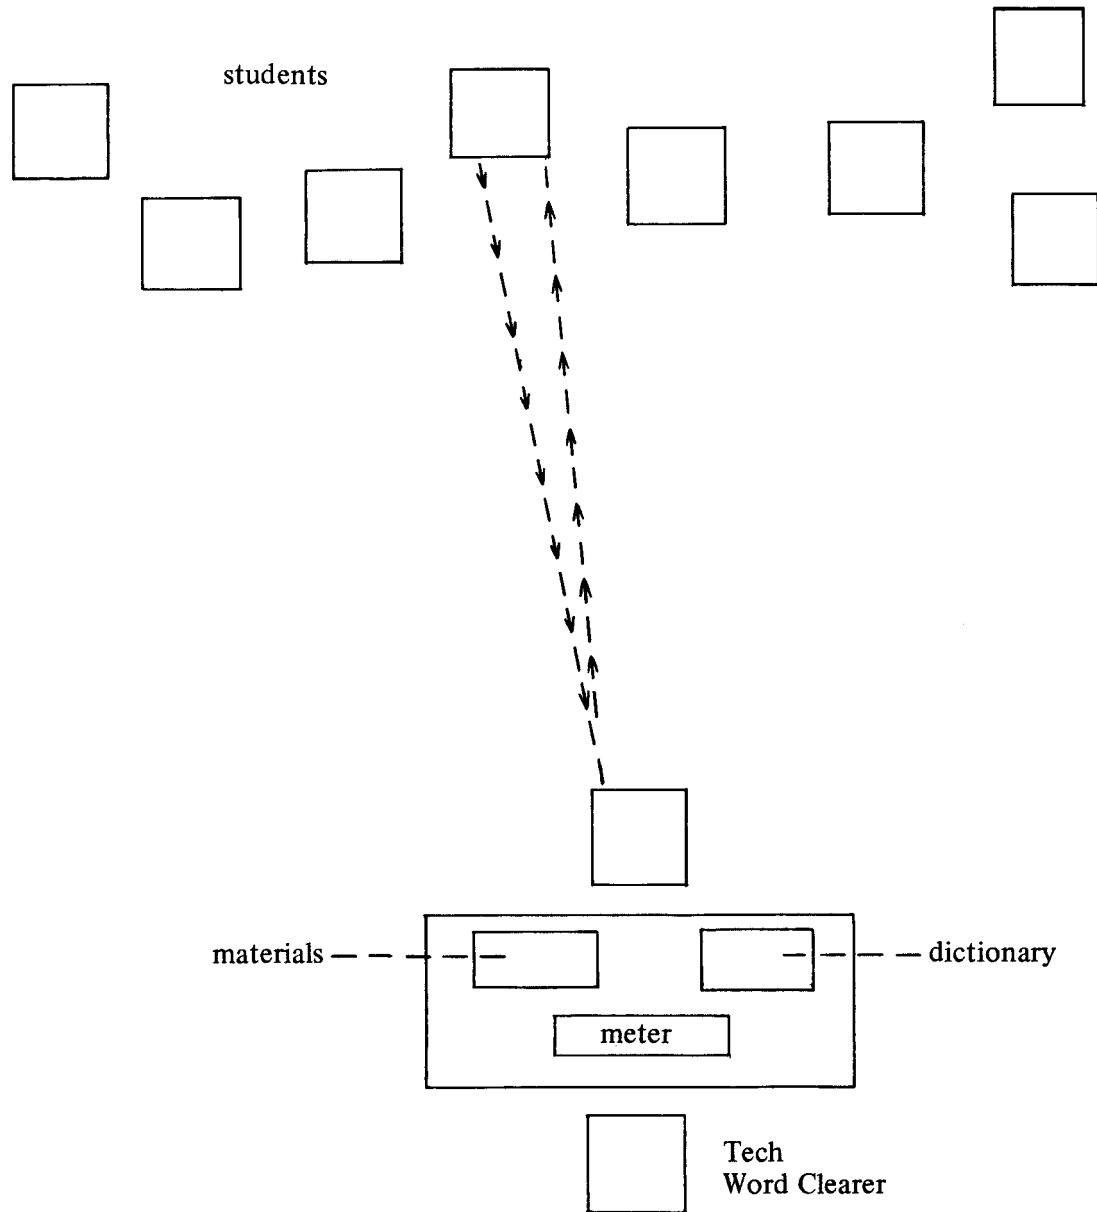 students
materials
dictionary
meter
Tech
Word Clearer